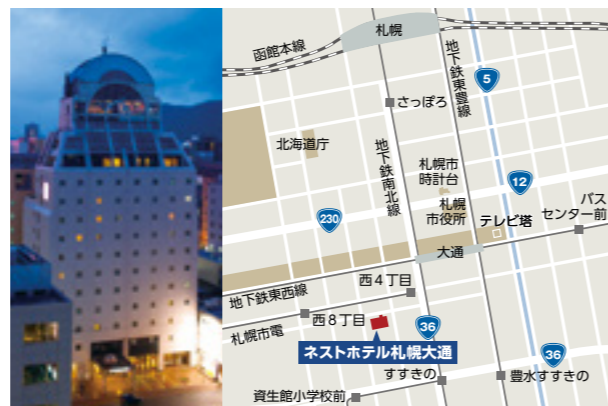 札幌
函館本線
地下鉄東豊線
5
さっぽろ
北海道庁
地下鉄南北線
札幌市
時計台
12
札幌
市役所
テレビ塔
バス
センター前
230
大通
地下鉄東西線
西4丁目
札幌市電
西8丁目
36
ネストホテル札幌大通
36
すすきの
豊水すすきの
資生館小学校前